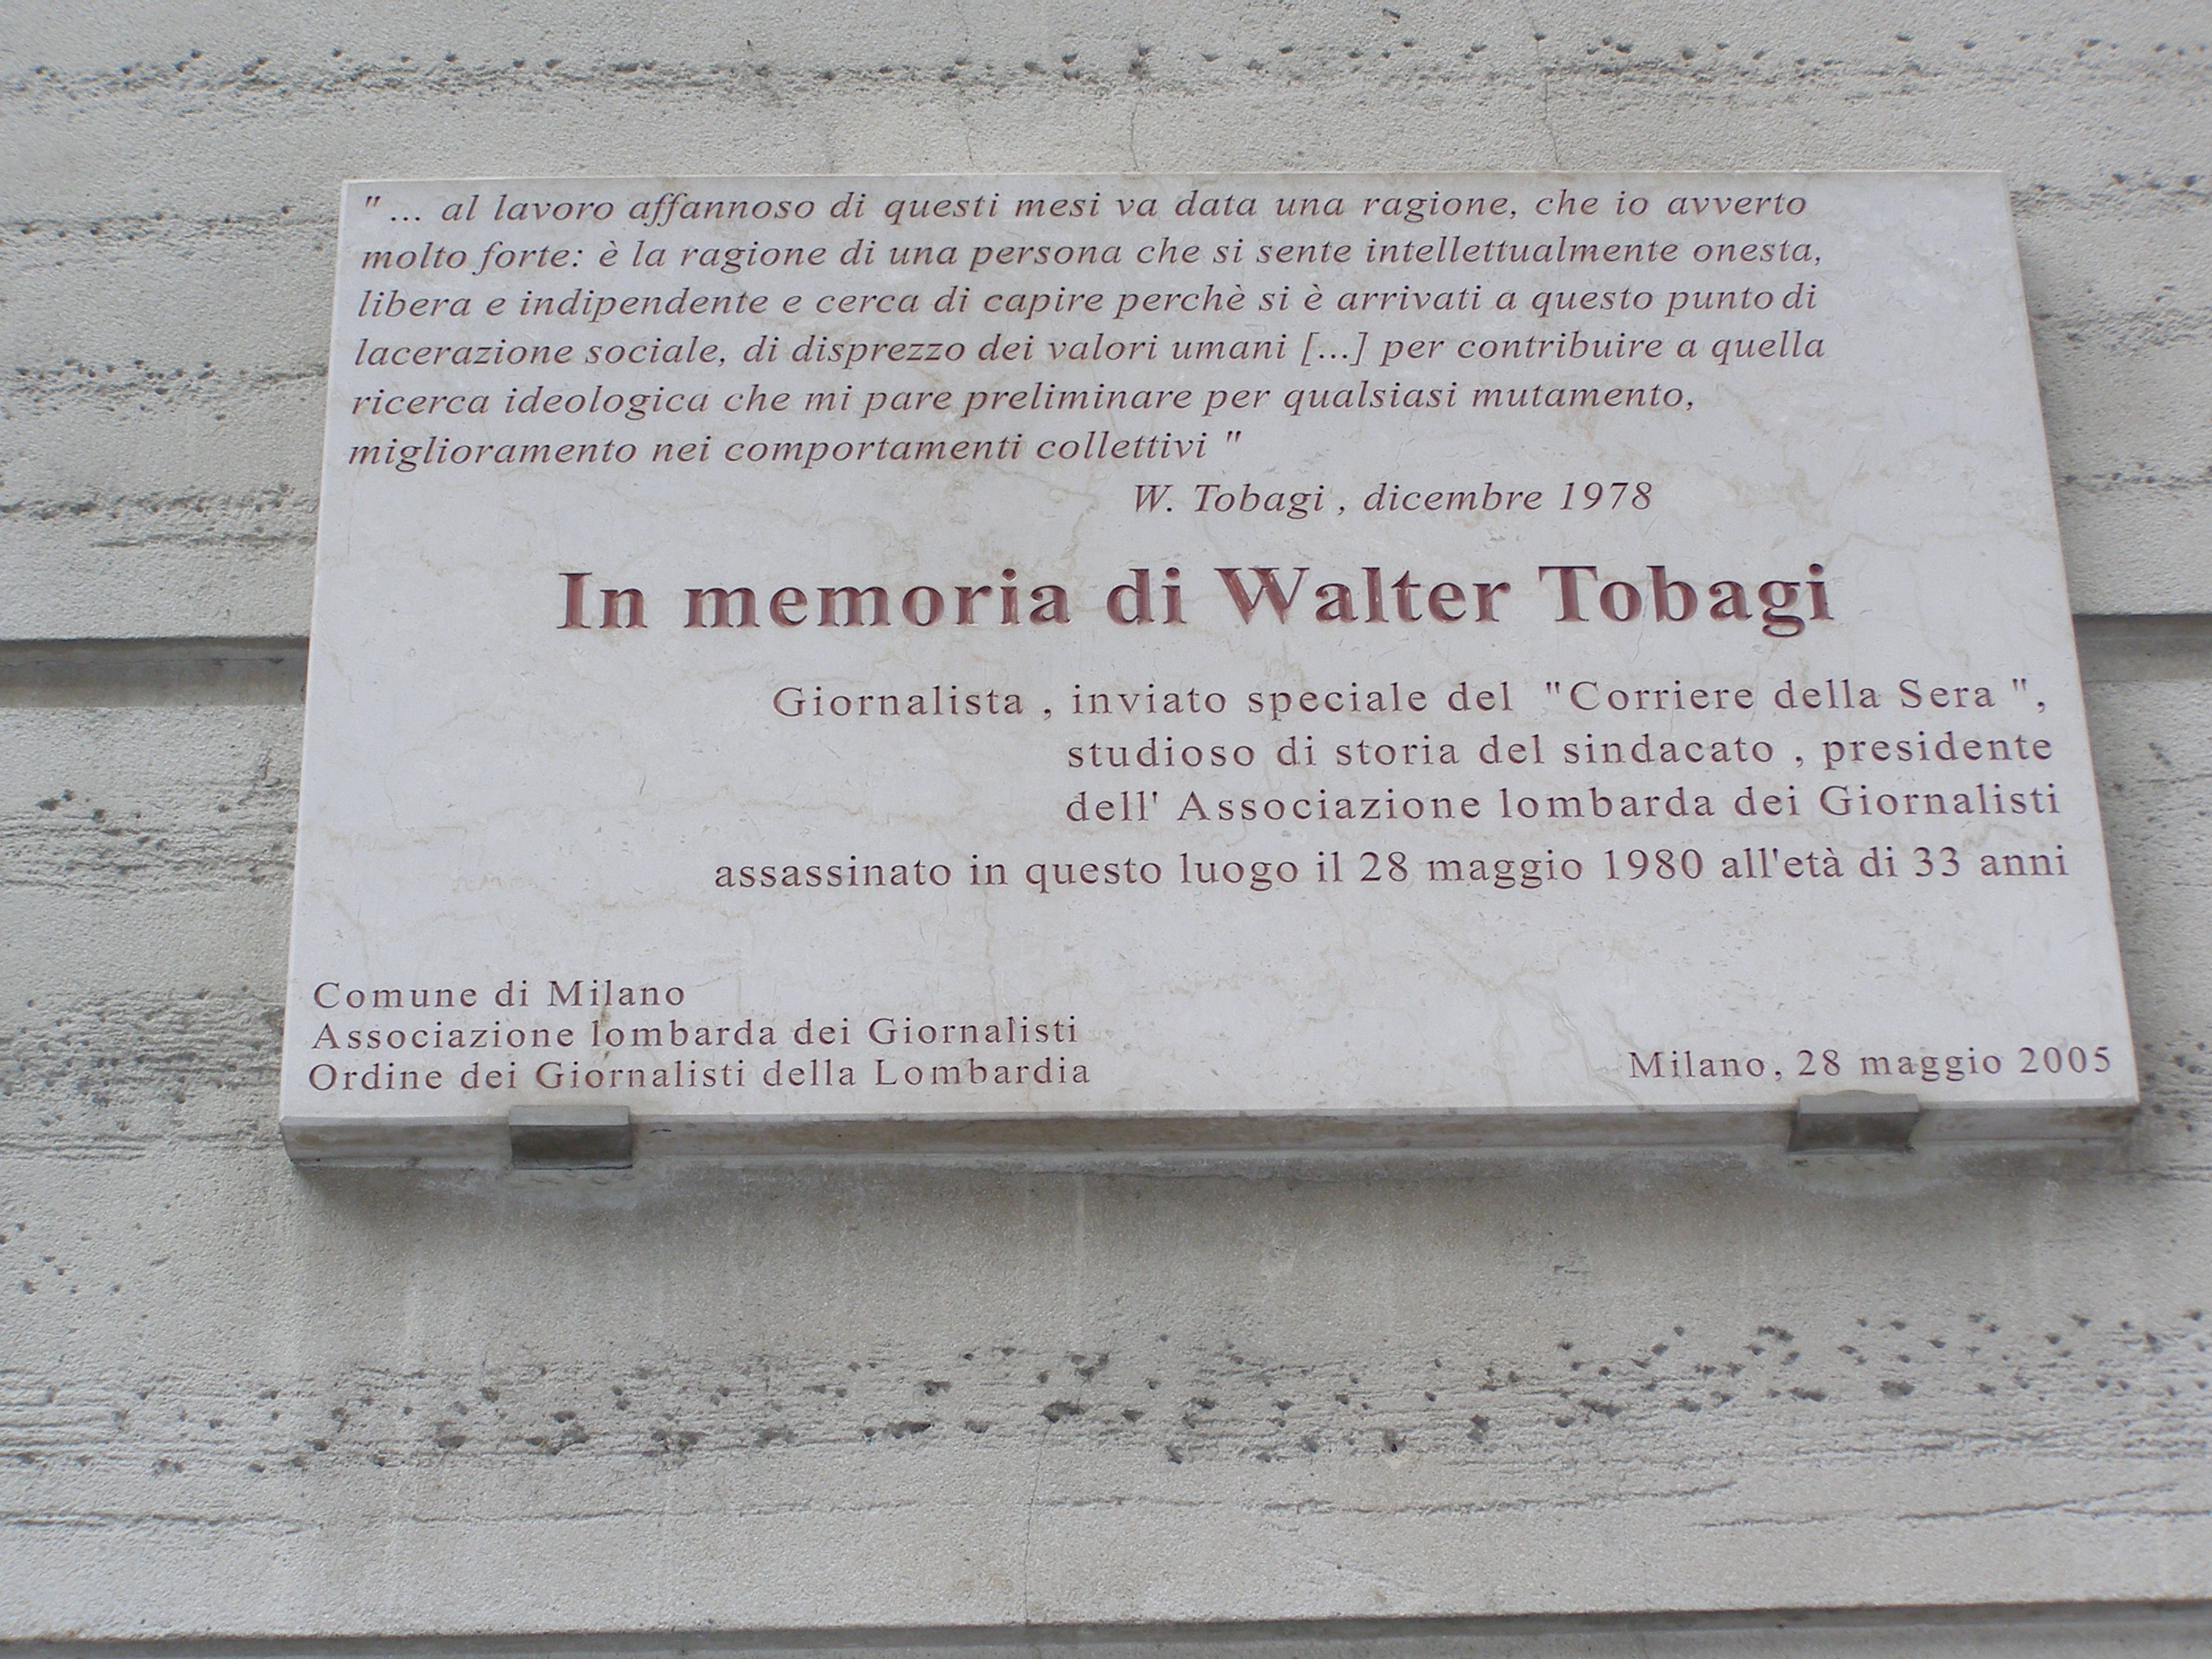 "... al lavoro affannoso di questi mesi va data una ragione, che io avverto
molto forte: è la ragione di una persona che si sente intellettualmente onesta,
libera e indipendente e cerca di capire perchè si è arrivati a questo punto di
lacerazione sociale, di disprezzo dei valori umani [...] per contribuire a quella
ricerca ideologica che mi pare preliminare per qualsiasi mutamento,
miglioramento nei comportamenti collettivi "
W. Tobagi , dicembre 1978
In memoria di Walter Tobagi
Giornalista , inviato speciale del "Corriere della Sera ",
studioso di storia del sindacato , presidente
dell' Associazione lombarda dei Giornalisti
assassinato in questo luogo il 28 maggio 1980 all'età di 33 anni
Comune di Milano
Associazione lombarda dei Giornalisti
Ordine dei Giornalisti della Lombardia
Milano, 28 maggio 2005